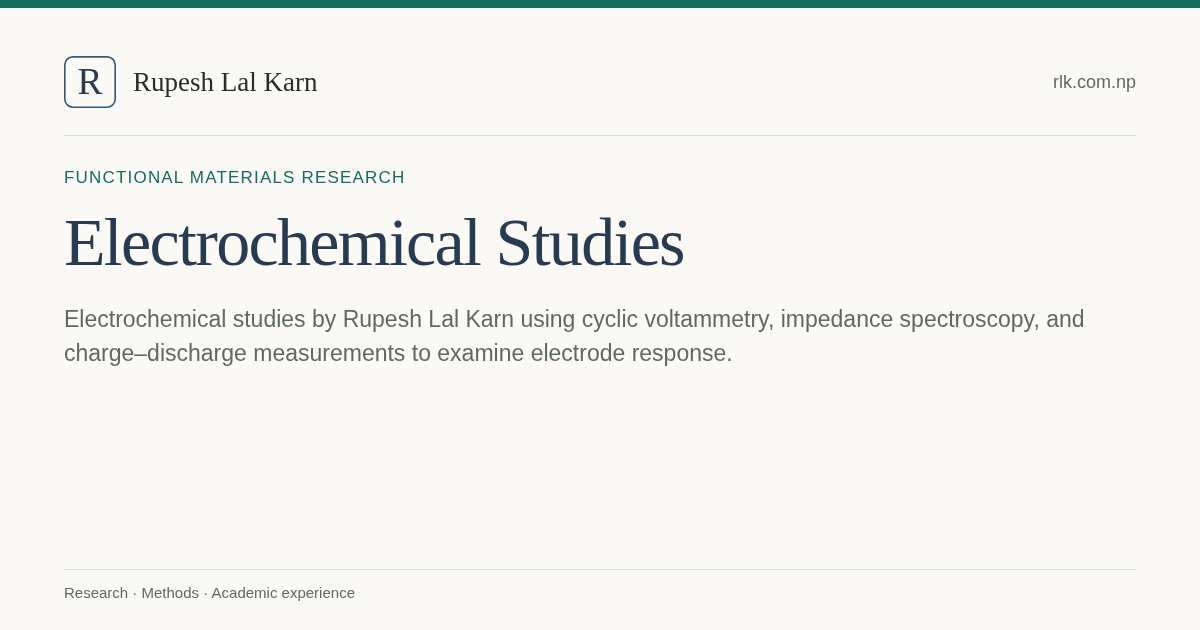 R
Rupesh Lal Karn
rlk.com.np
FUNCTIONAL MATERIALS RESEARCH
Electrochemical Studies
Electrochemical studies by Rupesh Lal Karn using cyclic voltammetry, impedance spectroscopy, and
charge–discharge measurements to examine electrode response.
Research · Methods · Academic experience